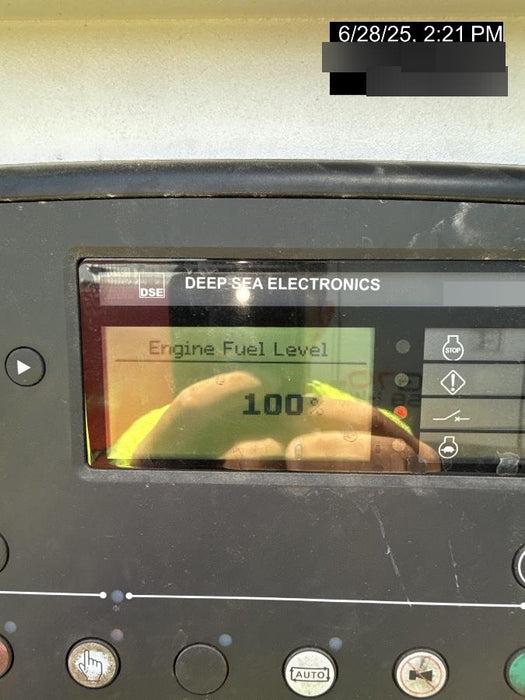 6/28/25, 2:21 PM
DSE
DEEP SEA ELECTRONICS
Engine Fuel Level
100%
STOP
AUTO